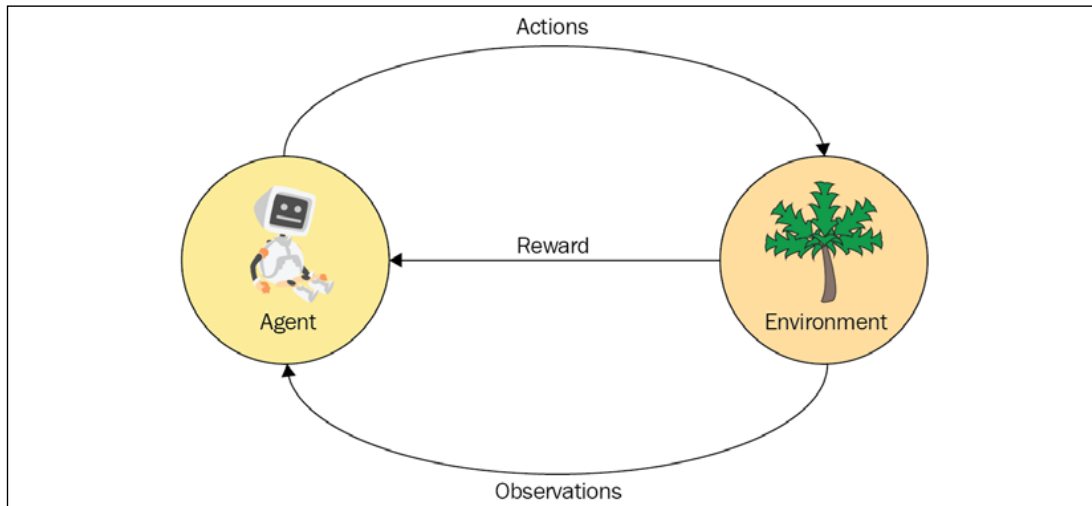 Actions
Reward
Agent
Environment
Observations